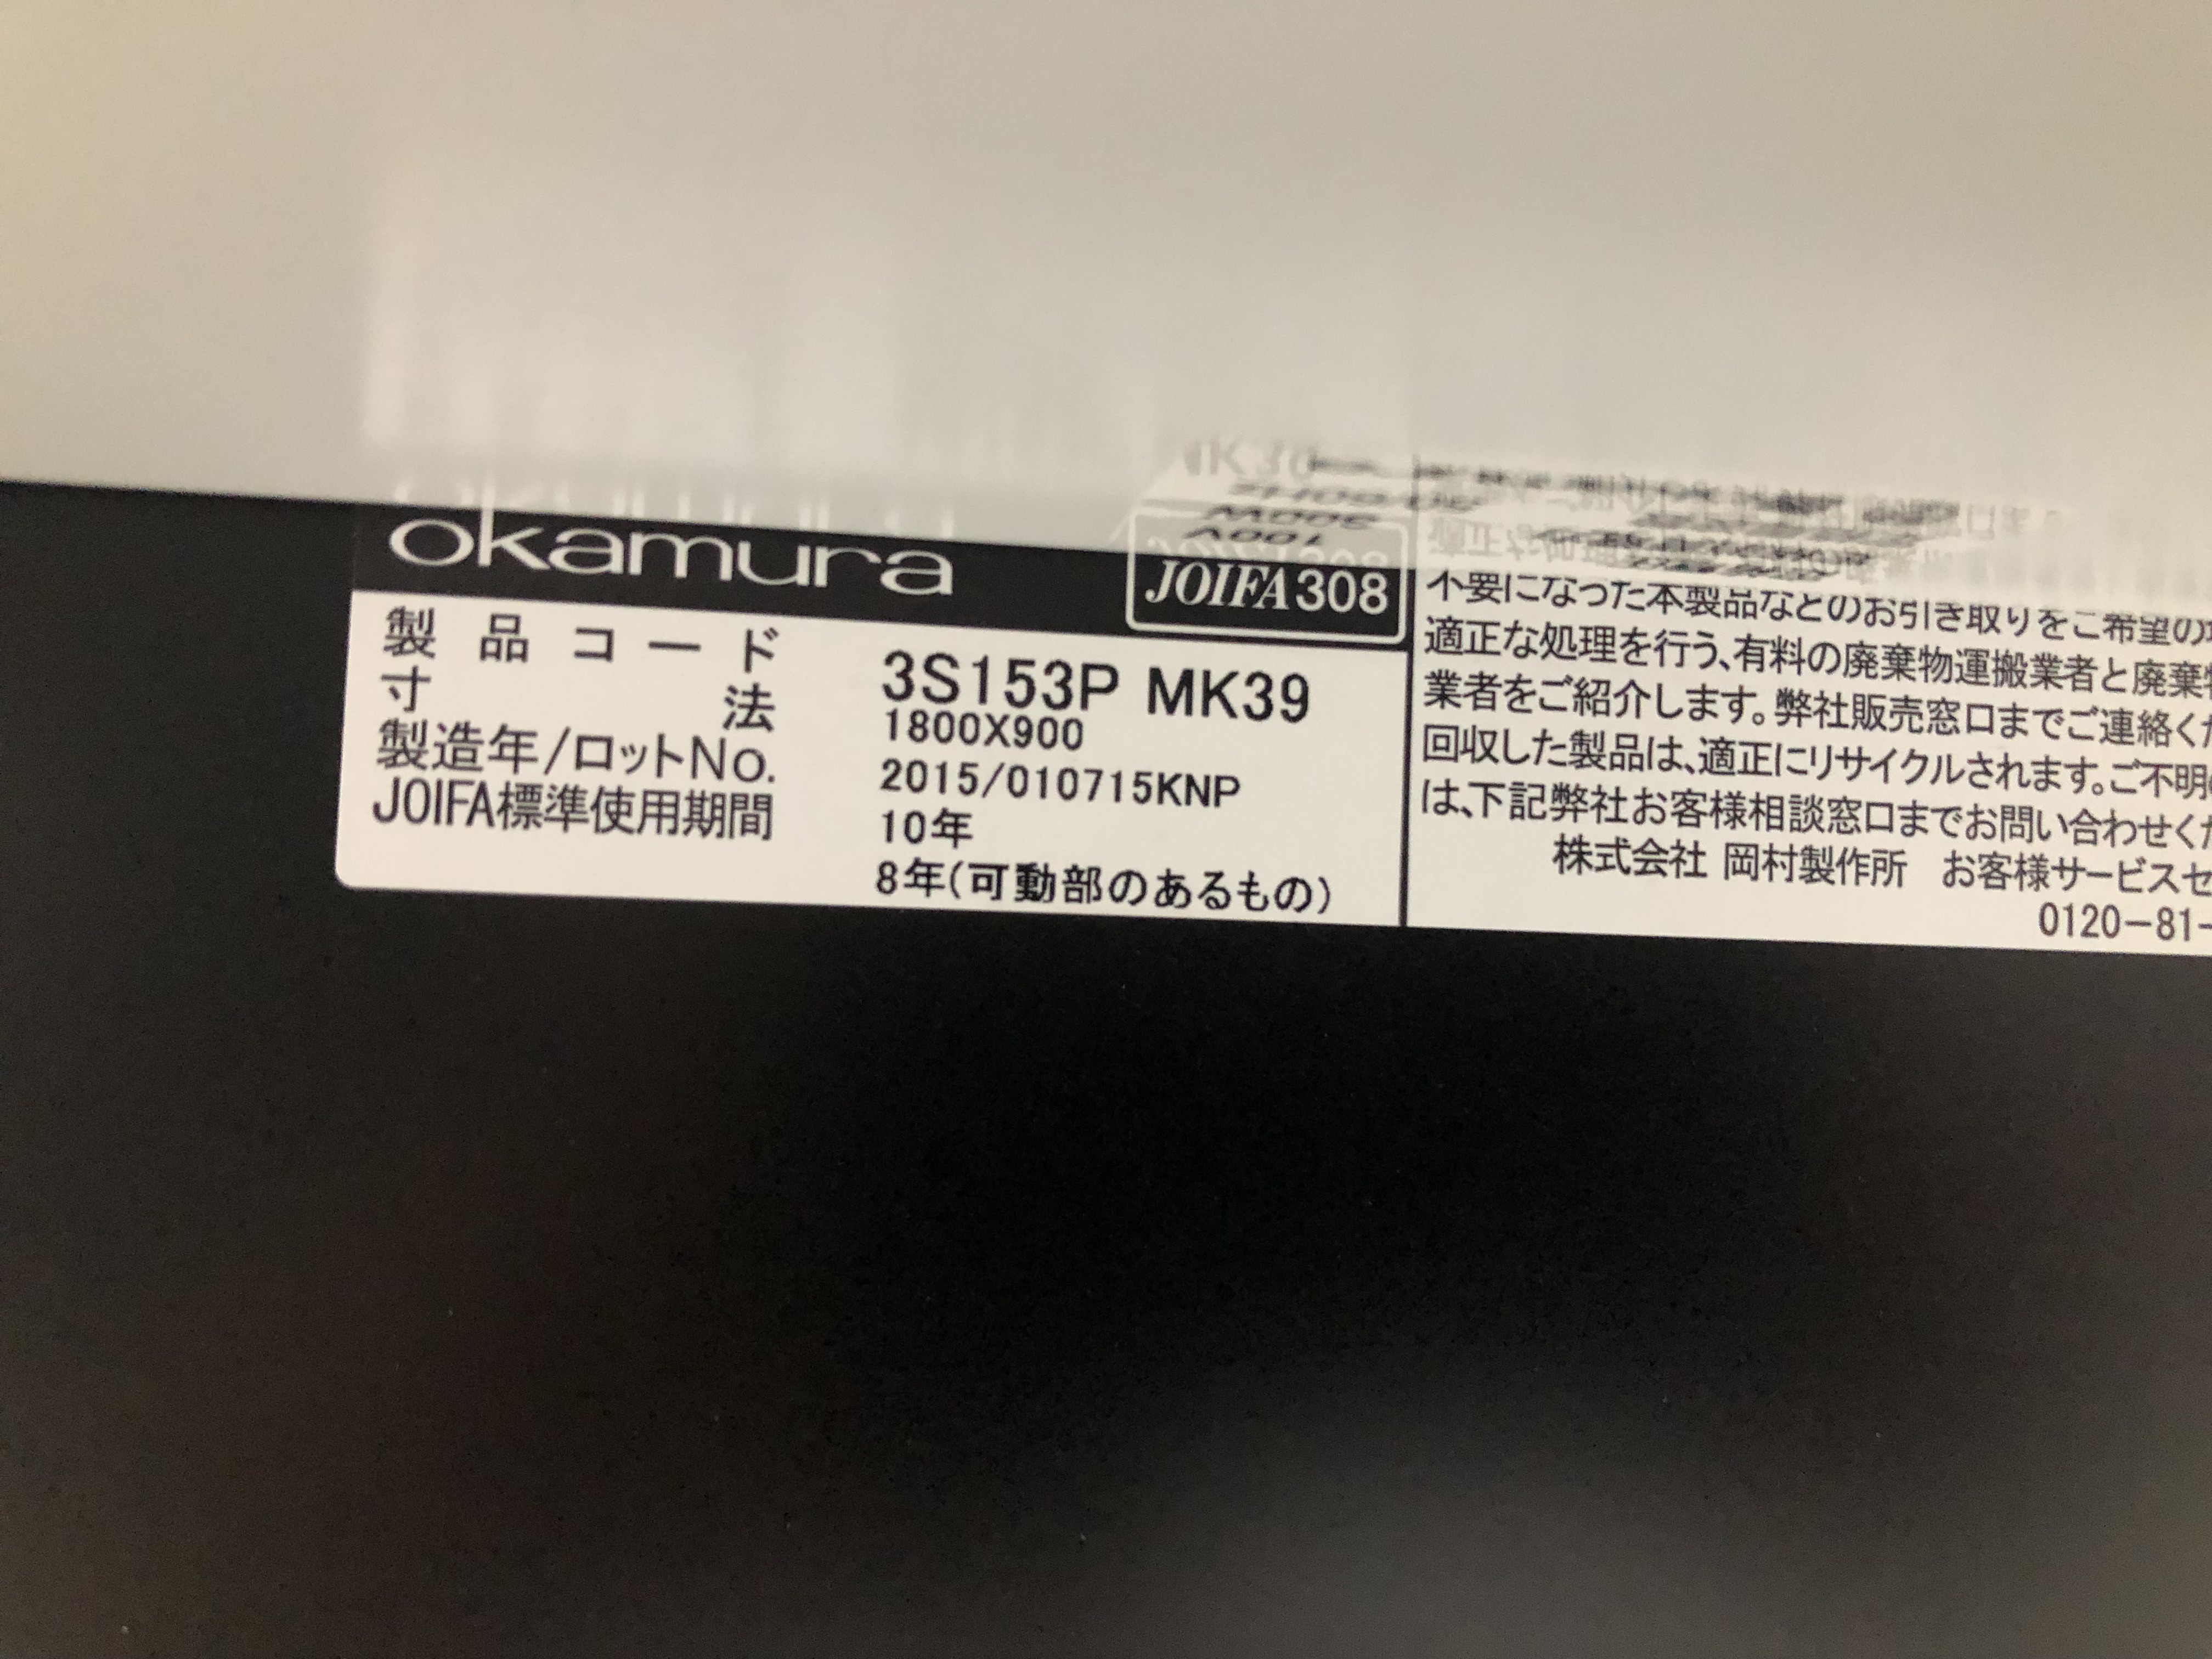 okamura
JOIFA308
製品コード 3S153P MK39
寸法 1800X900
製造年/ロットNo. 2015/010715KNP
JOIFA標準使用期間 10年
8年(可動部のあるもの)
不要になった本製品などのお引き取りをご希望の
適正な処理を行う、有料の廃棄物運搬業者と廃棄
業者をご紹介します。弊社販売窓口までご連絡くだ
回収した製品は、適正にリサイクルされます。ご不明
は、下記弊社お客様相談窓口までお問い合わせくだ
株式会社 岡村製作所 お客様サービスセ
0120-81-